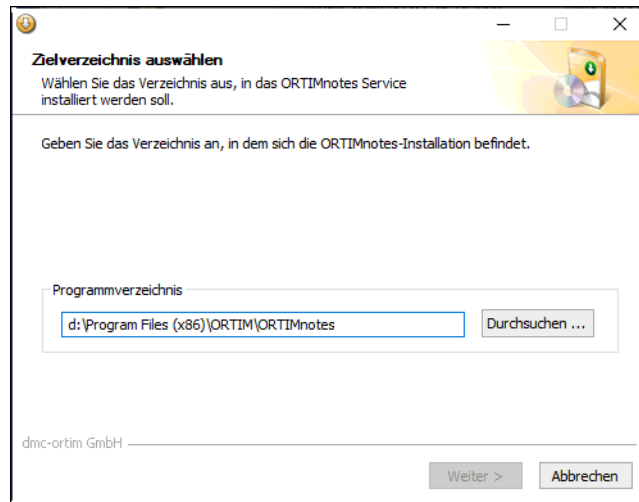 Zielverzeichnis auswählen
Wählen Sie das Verzeichnis aus, in das ORTIMnotes Service
installiert werden soll.
Geben Sie das Verzeichnis an, in dem sich die ORTIMnotes-Installation befindet.
Programmverzeichnis
d:\Program Files (x86)\ORTIM\ORTIMnotes
Durchsuchen ...
dmc-ortim GmbH
Weiter >
Abbrechen